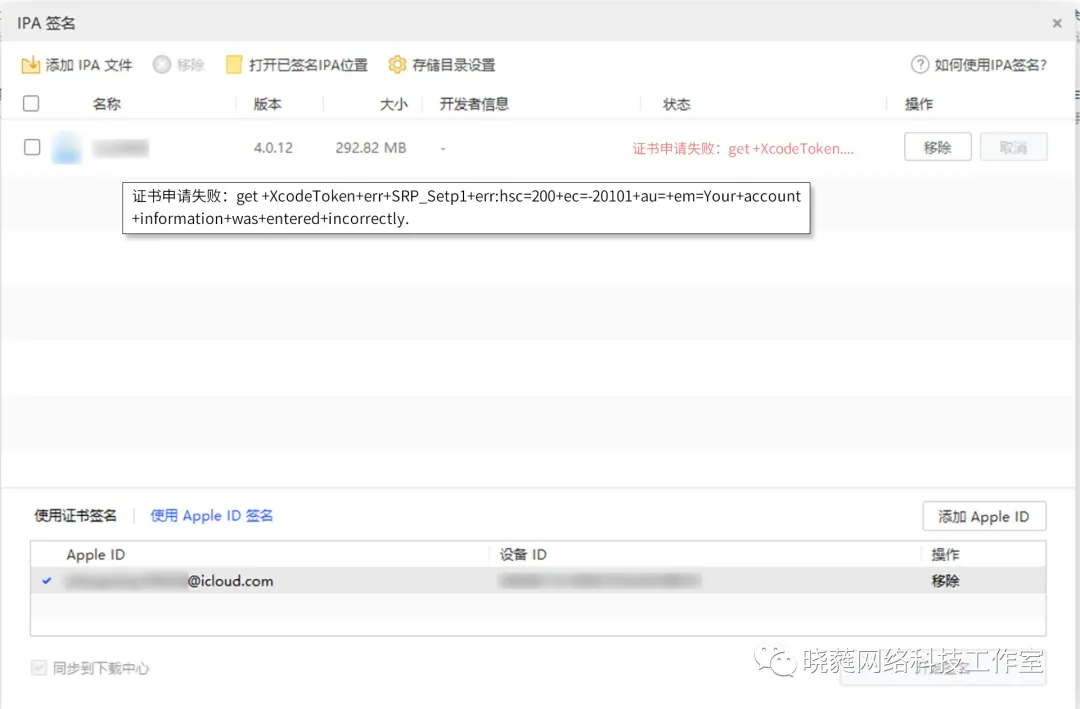 IPA 签名
添加 IPA 文件 移除 打开已签名IPA位置 存储目录设置 如何使用IPA签名?
名称 版本 大小 开发者信息 状态 操作
4.0.12 292.82 MB - 证书申请失败：get +XcodeToken.... 移除 取消
证书申请失败：get +XcodeToken+err+SRP_Setp1+err:hsc=200+ec=-20101+au=+em=Your+account
+information+was+entered+incorrectly.
使用证书签名 使用 Apple ID 签名 添加 Apple ID
Apple ID 设备 ID 操作
@icloud.com 移除
同步到下载中心
晓蕤网络科技工作室